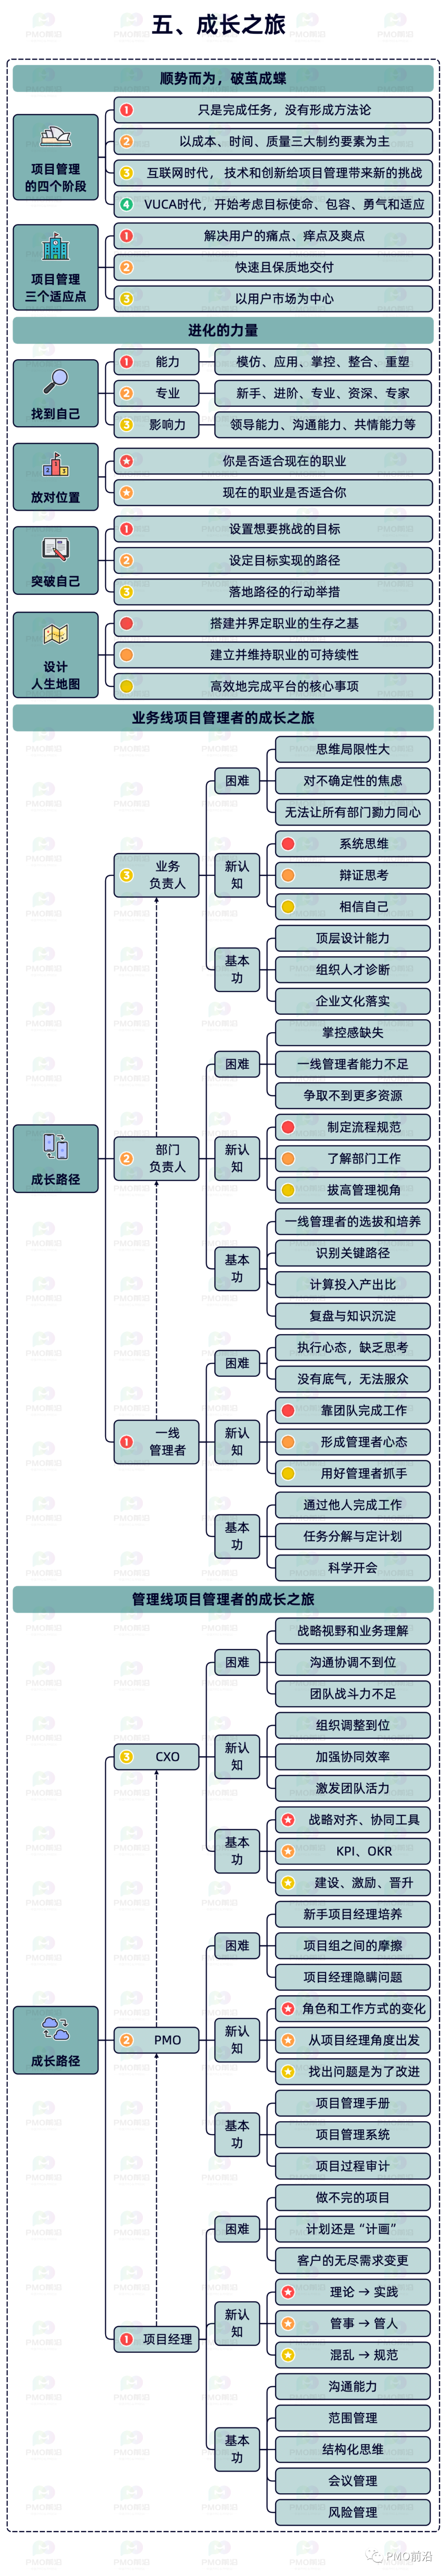 五、成长之旅
顺势而为，破茧成蝶
项目管理
的四个阶段
1 只是完成任务，没有形成方法论
2 以成本、时间、质量三大制约要素为主
3 互联网时代，技术和创新给项目管理带来新的挑战
4 VUCA时代，开始考虑目标使命、包容、勇气和适应
项目管理
三个适应点
1 解决用户的痛点、痒点及爽点
2 快速且保质地交付
3 以用户市场为中心
进化的力量
找到自己
1 能力 模仿、应用、掌控、整合、重塑
2 专业 新手、进阶、专业、资深、专家
3 影响力 领导能力、沟通能力、共情能力等
放对位置
你是否适合现在的职业
现在的职业是否适合你
突破自己
1 设置想要挑战的目标
2 设定目标实现的路径
3 落地路径的行动举措
设计
人生地图
搭建并界定职业的生存之基
建立并维持职业的可持续性
高效地完成平台的核心事项
业务线项目管理者的成长之旅
成长路径
3 业务
负责人
困难
思维局限性大
对不确定性的焦虑
无法让所有部门勠力同心
新认
知
系统思维
辩证思考
相信自己
基本
功
顶层设计能力
组织人才诊断
企业文化落实
2 部门
负责人
困难
掌控感缺失
一线管理者能力不足
争取不到更多资源
新认
知
制定流程规范
了解部门工作
拔高管理视角
基本
功
一线管理者的选拔和培养
识别关键路径
计算投入产出比
复盘与知识沉淀
1 一线
管理者
困难
执行心态，缺乏思考
没有底气，无法服众
新认
知
靠团队完成工作
形成管理者心态
用好管理者抓手
基本
功
通过他人完成工作
任务分解与定计划
科学开会
管理线项目管理者的成长之旅
成长路径
3 CXO
困难
战略视野和业务理解
沟通协调不到位
团队战斗力不足
新认
知
组织调整到位
加强协同效率
激发团队活力
基本
功
战略对齐、协同工具
KPI、OKR
建设、激励、晋升
2 PMO
困难
新手项目经理培养
项目组之间的摩擦
项目经理隐瞒问题
新认
知
角色和工作方式的变化
从项目经理角度出发
找出问题是为了改进
基本
功
项目管理手册
项目管理系统
项目过程审计
1 项目经理
困难
做不完的项目
计划还是“计画”
客户的无尽需求变更
新认
知
理论 → 实践
管事 → 管人
混乱 → 规范
基本
功
沟通能力
范围管理
结构化思维
会议管理
风险管理
PMO前沿